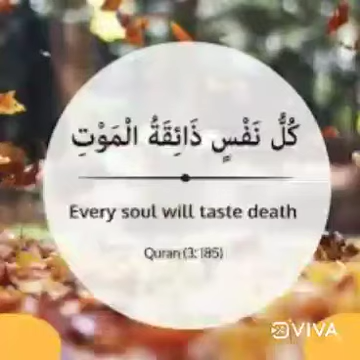 كُلُّ نَفْسٍ ذَائِقَةُ الْمَوْتِ
Every soul will taste death
Quran (3:185)
VIVA